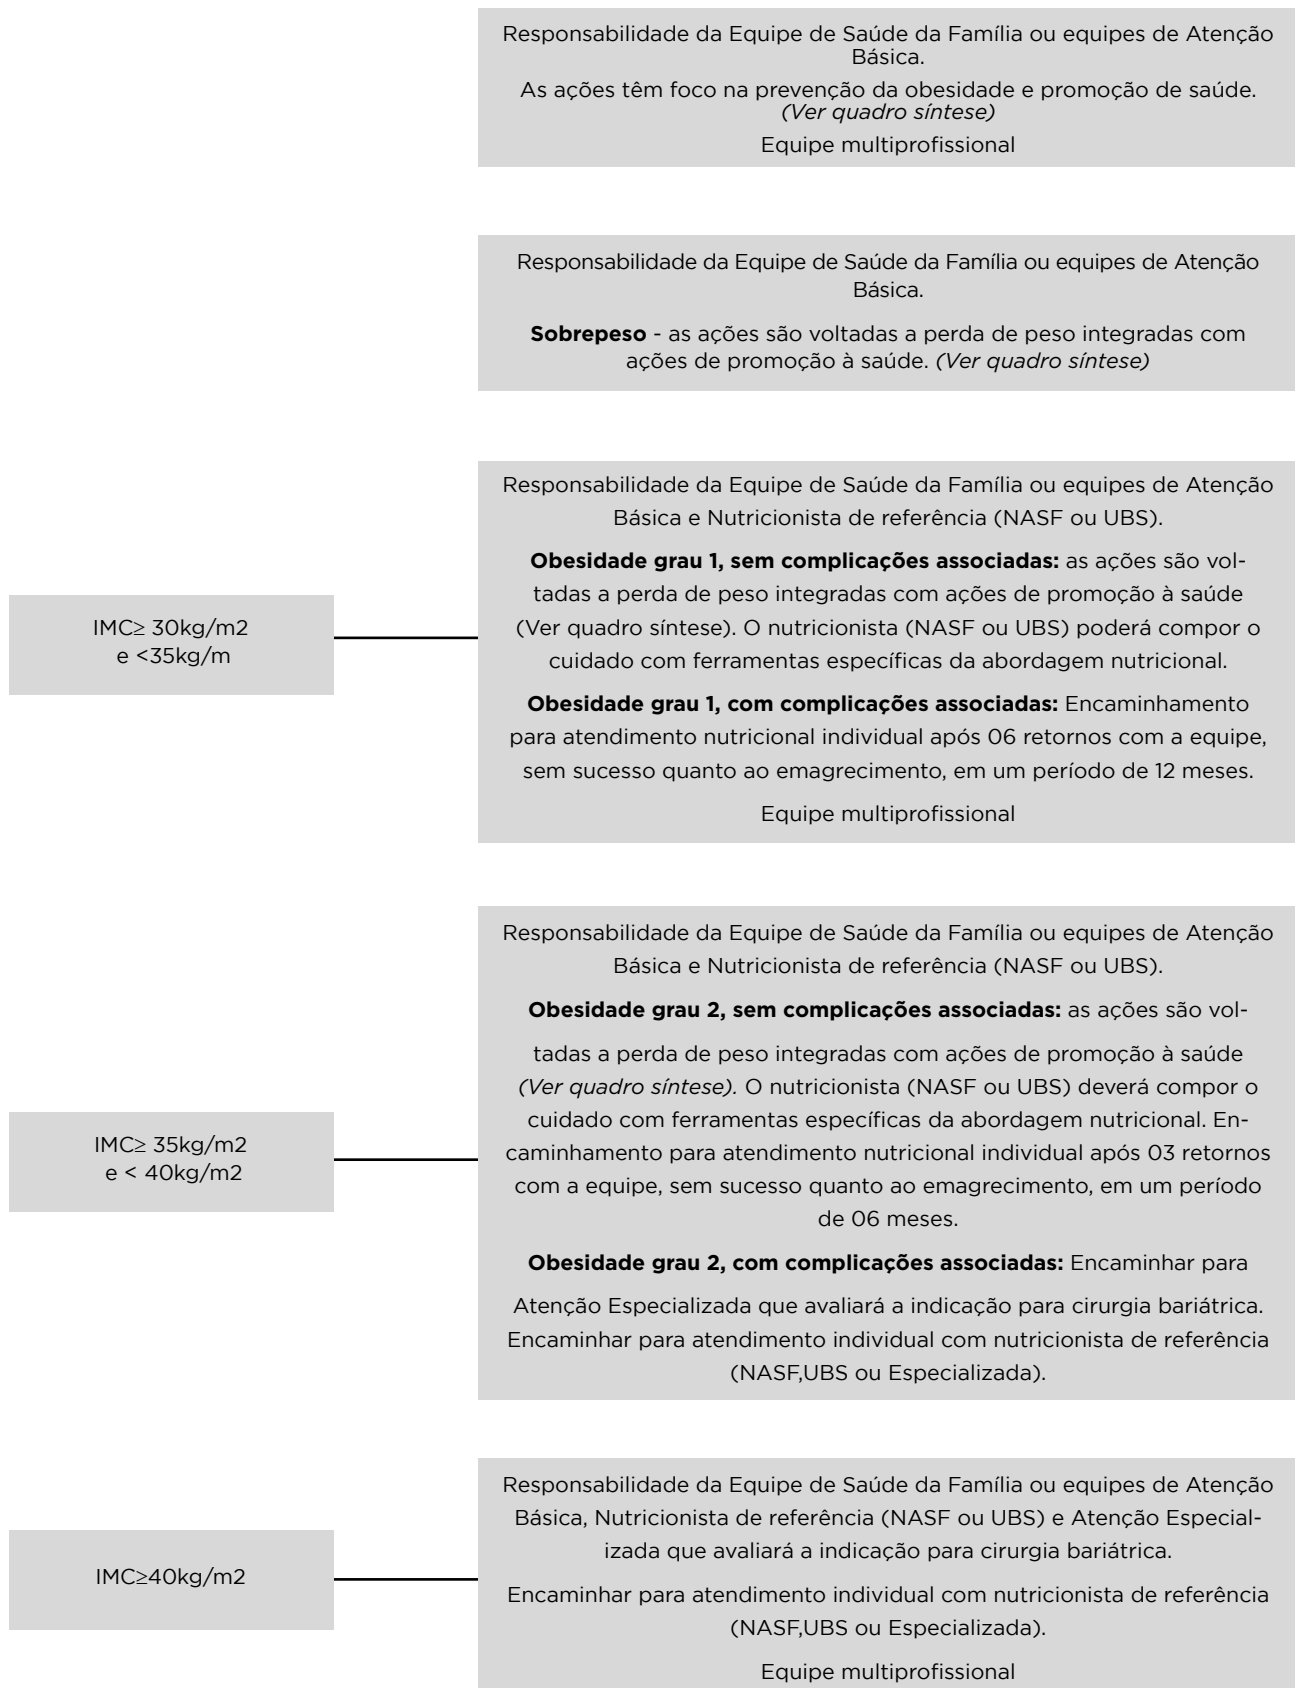 Responsabilidade da Equipe de Saúde da Família ou equipes de Atenção
Básica.
As ações têm foco na prevenção da obesidade e promoção de saúde.
(Ver quadro síntese)
Equipe multiprofissional
Responsabilidade da Equipe de Saúde da Família ou equipes de Atenção
Básica.
Sobrepeso - as ações são voltadas a perda de peso integradas com
ações de promoção à saúde. (Ver quadro síntese)
IMC≥ 30kg/m2
e <35kg/m
Responsabilidade da Equipe de Saúde da Família ou equipes de Atenção
Básica e Nutricionista de referência (NASF ou UBS).
Obesidade grau 1, sem complicações associadas: as ações são vol-
tadas a perda de peso integradas com ações de promoção à saúde
(Ver quadro síntese). O nutricionista (NASF ou UBS) poderá compor o
cuidado com ferramentas específicas da abordagem nutricional.
Obesidade grau 1, com complicações associadas: Encaminhamento
para atendimento nutricional individual após 06 retornos com a equipe,
sem sucesso quanto ao emagrecimento, em um período de 12 meses.
Equipe multiprofissional
IMC≥ 35kg/m2
e < 40kg/m2
Responsabilidade da Equipe de Saúde da Família ou equipes de Atenção
Básica e Nutricionista de referência (NASF ou UBS).
Obesidade grau 2, sem complicações associadas: as ações são vol-
tadas a perda de peso integradas com ações de promoção à saúde
(Ver quadro síntese). O nutricionista (NASF ou UBS) deverá compor o
cuidado com ferramentas específicas da abordagem nutricional. En-
caminhamento para atendimento nutricional individual após 03 retornos
com a equipe, sem sucesso quanto ao emagrecimento, em um período
de 06 meses.
Obesidade grau 2, com complicações associadas: Encaminhar para
Atenção Especializada que avaliará a indicação para cirurgia bariátrica.
Encaminhar para atendimento individual com nutricionista de referência
(NASF,UBS ou Especializada).
IMC≥40kg/m2
Responsabilidade da Equipe de Saúde da Família ou equipes de Atenção
Básica, Nutricionista de referência (NASF ou UBS) e Atenção Especial-
izada que avaliará a indicação para cirurgia bariátrica.
Encaminhar para atendimento individual com nutricionista de referência
(NASF,UBS ou Especializada).
Equipe multiprofissional